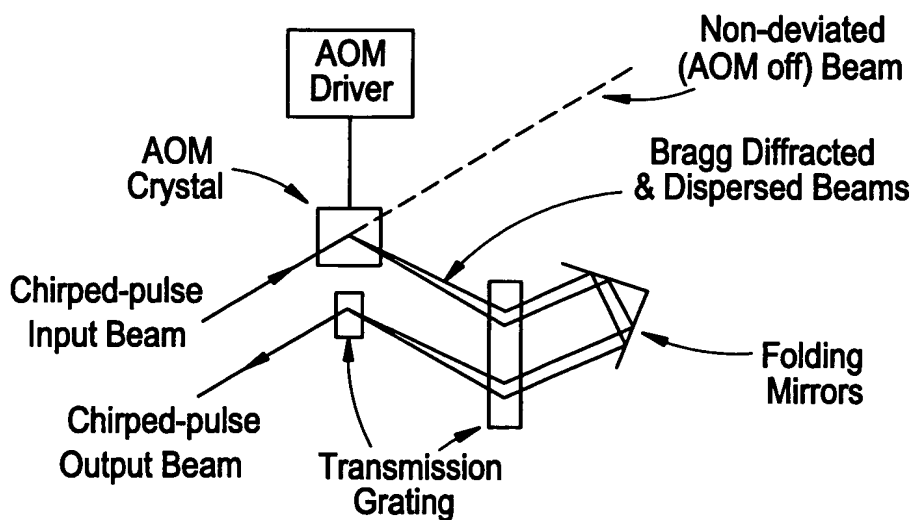 AOM
Driver
Non-deviated
(AOM off) Beam
AOM
Crystal
Bragg Diffracted
& Dispersed Beams
Chirped-pulse
Input Beam
Folding
Mirrors
Chirped-pulse
Output Beam
Transmission
Grating